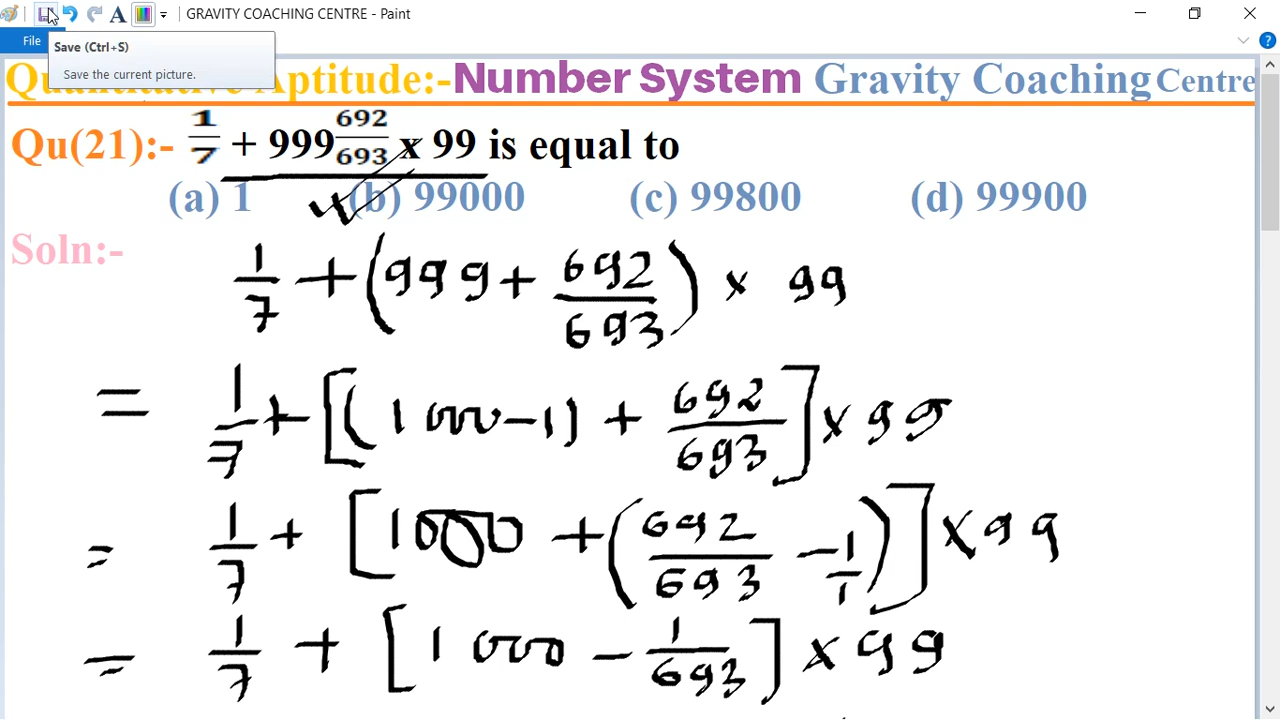 GRAVITY COACHING CENTRE - Paint
File
Save (Ctrl+S)
Save the current picture.
Aptitude:-Number System Gravity Coaching Centre
Qu(21):- 1/7 + 999 692/693 x 99 is equal to
(a) 1 (b) 99000 (c) 99800 (d) 99900
Soln:-
1/7 + (999 + 692/693) × 99
= 1/7 + [(1000 - 1) + 692/693] × 99
= 1/7 + [1000 + (692/693 - 1/1)] × 99
= 1/7 + [1000 - 1/693] × 99